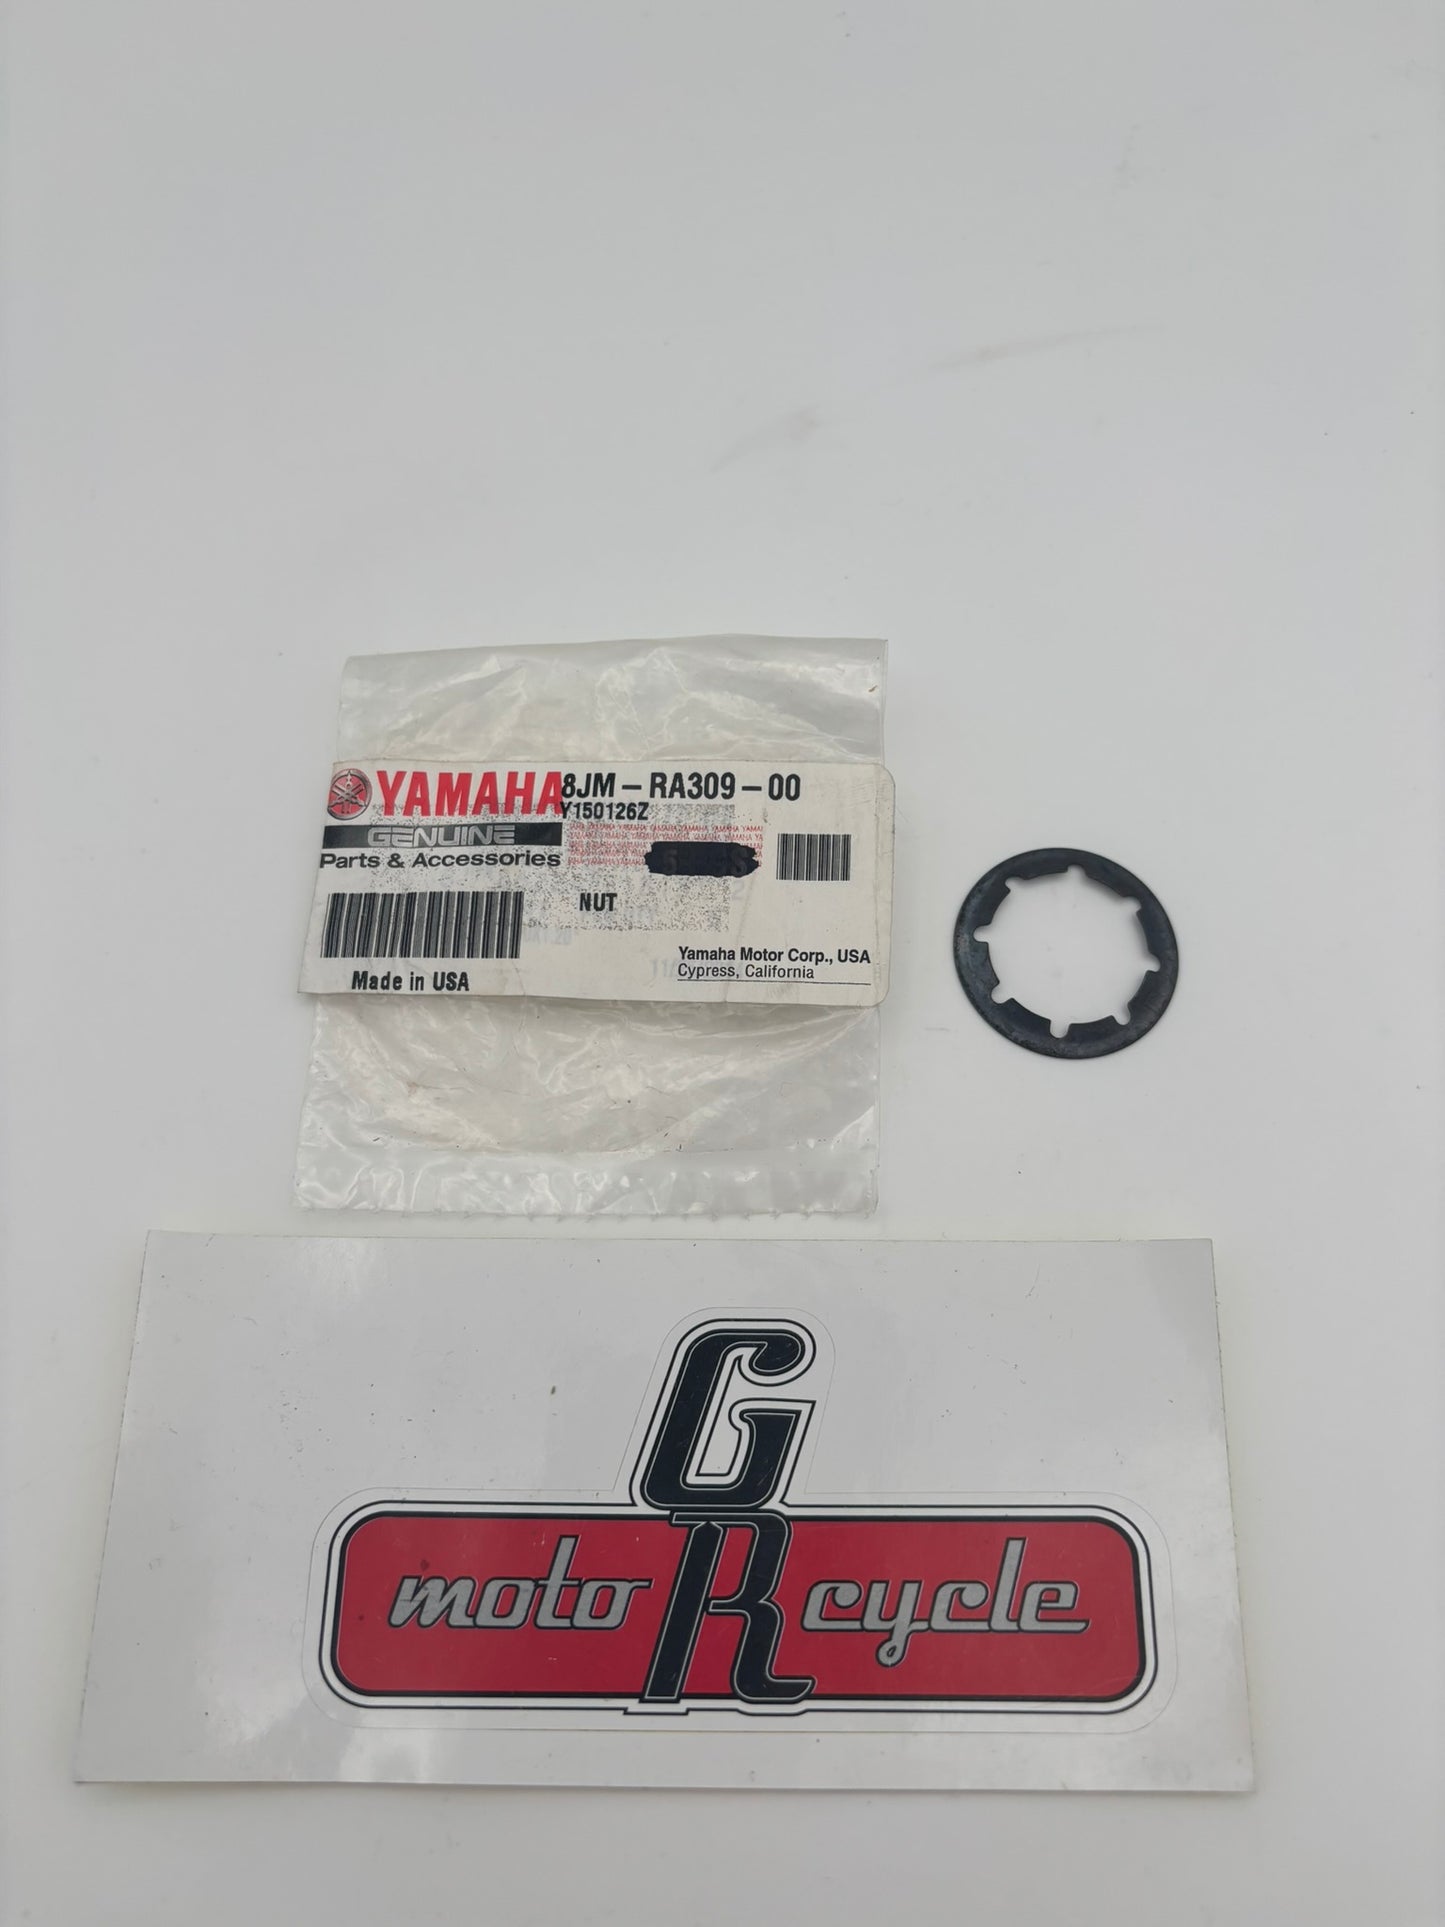 YAMAHA 8JM-RA309-00
Y150126Z
GENUINE
Parts & Accessories
NUT
Made in USA
Yamaha Motor Corp., USA
Cypress, California
GR
moto cycle